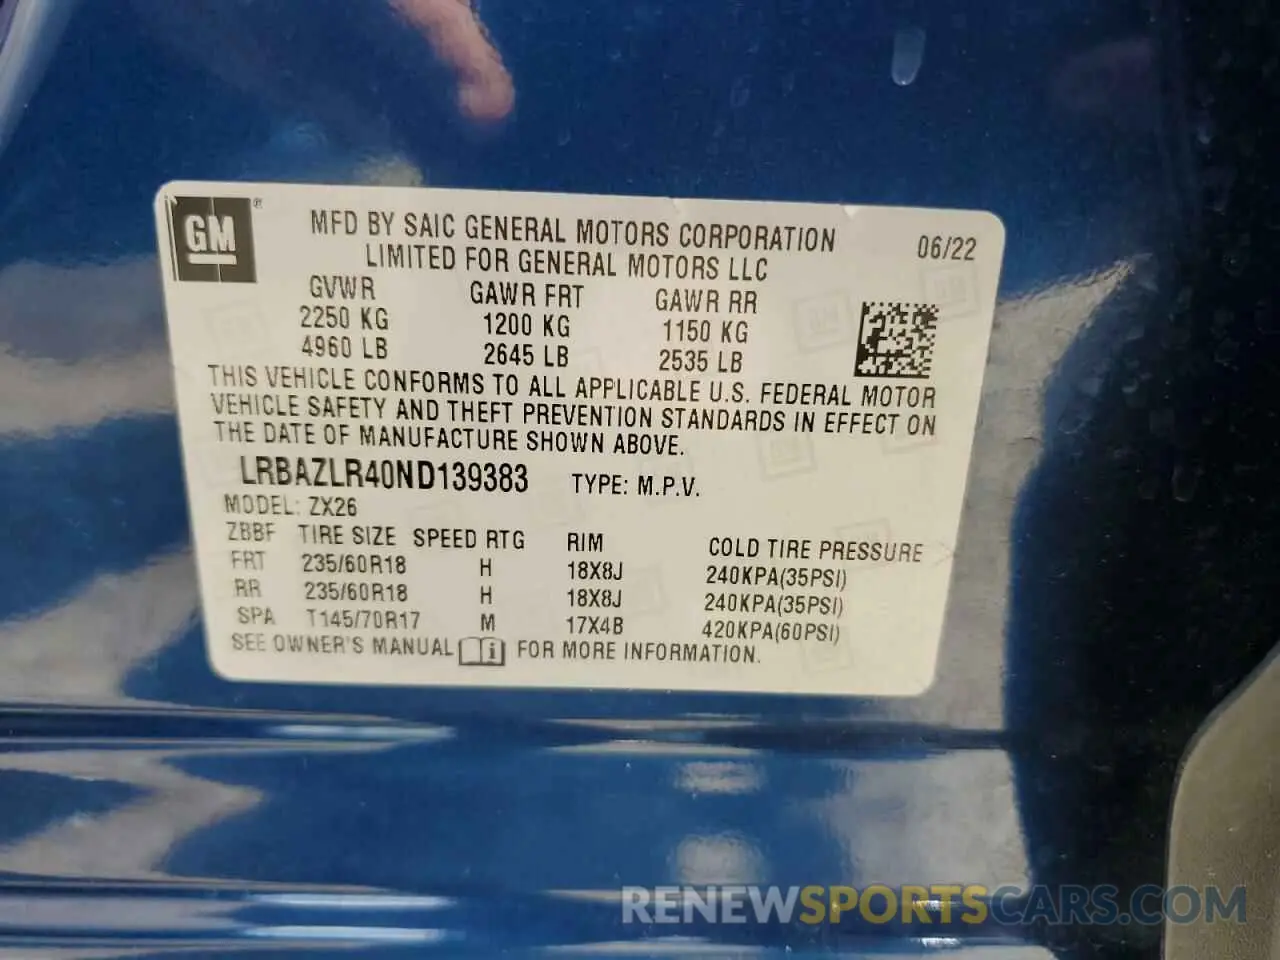 GM ®
MFD BY SAIC GENERAL MOTORS CORPORATION 06/22
LIMITED FOR GENERAL MOTORS LLC
GVWR GAWR FRT GAWR RR
2250 KG 1200 KG 1150 KG
4960 LB 2645 LB 2535 LB
THIS VEHICLE CONFORMS TO ALL APPLICABLE U.S. FEDERAL MOTOR
VEHICLE SAFETY AND THEFT PREVENTION STANDARDS IN EFFECT ON
THE DATE OF MANUFACTURE SHOWN ABOVE.
LRBAZLR40ND139383 TYPE: M.P.V.
MODEL: ZX26
ZBBF TIRE SIZE SPEED RTG RIM COLD TIRE PRESSURE
FRT 235/60R18 H 18X8J 240KPA(35PSI)
RR 235/60R18 H 18X8J 240KPA(35PSI)
SPA T145/70R17 M 17X4B 420KPA(60PSI)
SEE OWNER'S MANUAL i FOR MORE INFORMATION.
RENEWSPORTSCARS.COM